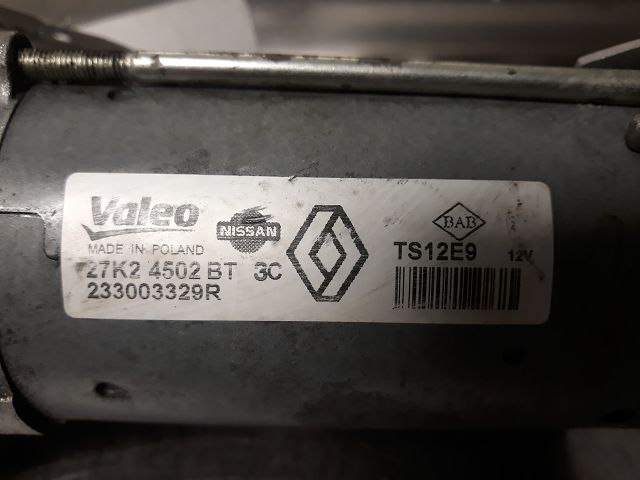 Valeo
NISSAN
MADE IN POLAND
27K2 4502 BT 3C
233003329R
BAB
TS12E9 12V